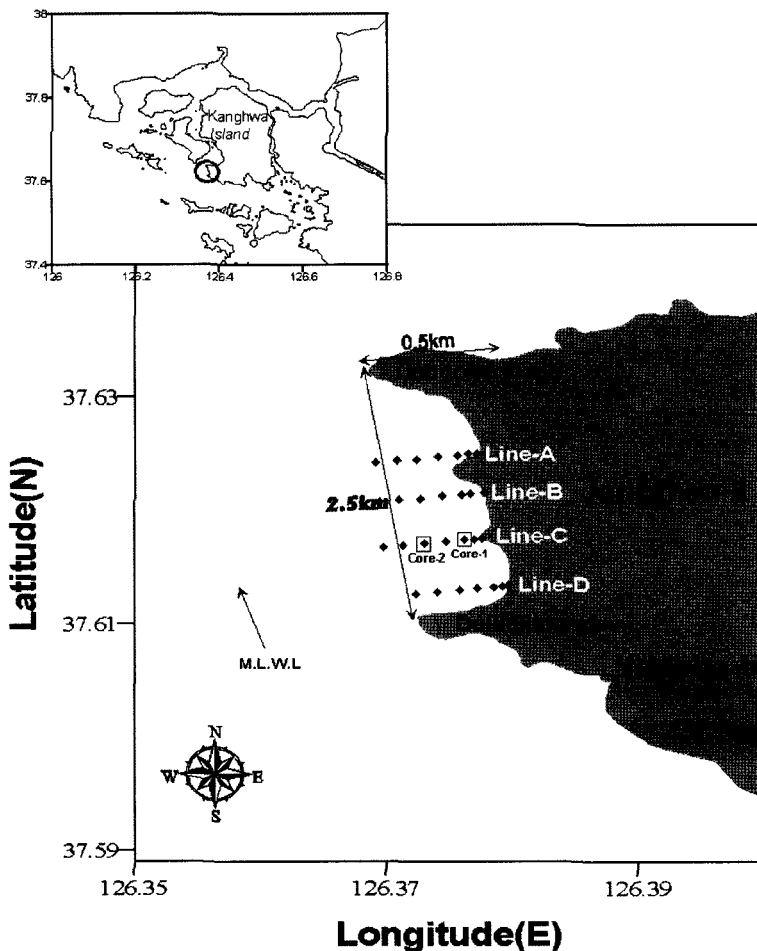 38
37.8
37.6
37.4
126
126.2
126.4
126.6
126.8
Kanghwa
Island
0.5km
37.63
Line-A
Line-B
2.5km
Line-C
Core-2
Core-1
Line-D
Latitude(N)
37.61
M.L.W.L
N
W
E
S
37.59
126.35
126.37
126.39
Longitude(E)